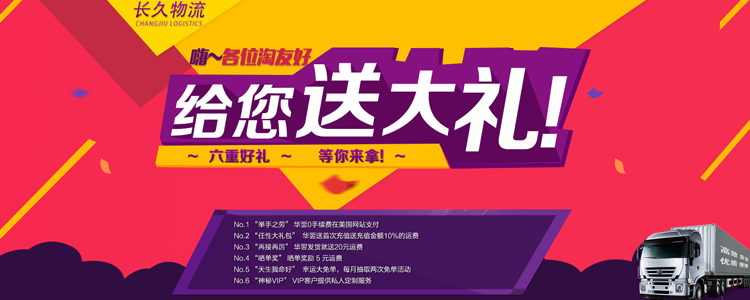 长久物流
CHANGJIU LOGISTICS
嗨~各位淘友好
给您送大礼!
~ 六重好礼 ~ 等你来拿! ~
No.1 “举手之劳” 华翌0手续费在美国网站支付
No.2 “任性大礼包” 华翌送首次充值送充值金额10%的运费
No.3 “再接再厉” 华翌发货就送20元运费
No.4 “晒单奖” 晒单奖励 5 元运费
No.5 “天生我命好” 幸运大免单，每月抽取两次免单活动
No.6 “神秘VIP” VIP客户提供私人定制服务
高效
优质